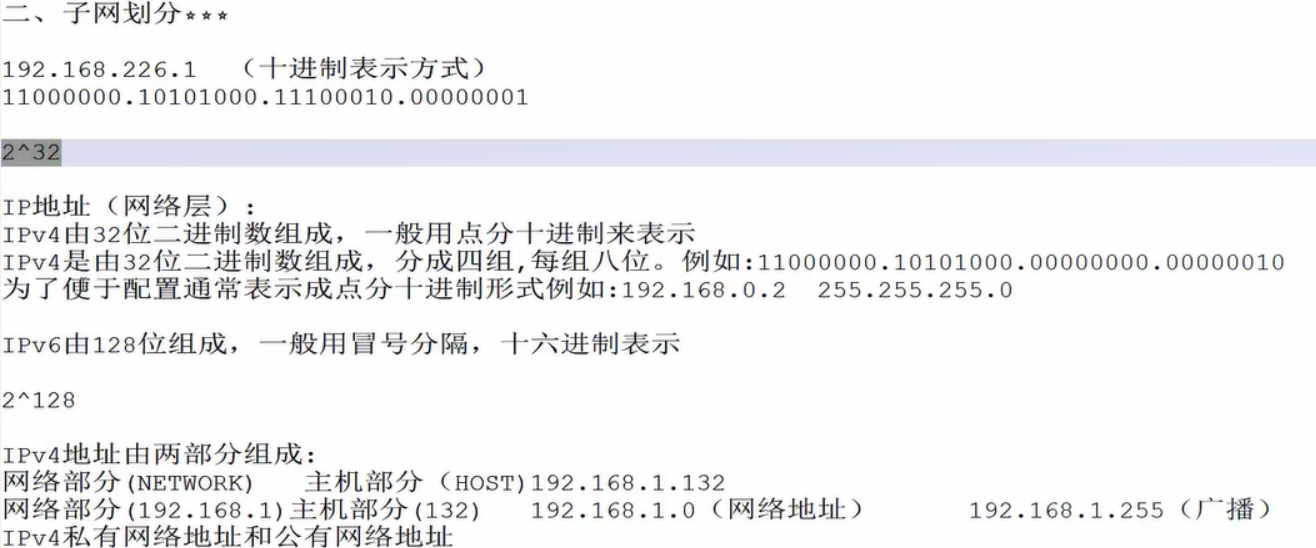 二、子网划分***
192.168.226.1 （十进制表示方式）
11000000.10101000.11100010.00000001
2^32
IP地址（网络层）:
IPv4由32位二进制数组成，一般用点分十进制来表示
IPv4是由32位二进制数组成，分成四组,每组八位。例如:11000000.10101000.00000000.00000010
为了便于配置通常表示成点分十进制形式例如:192.168.0.2 255.255.255.0
IPv6由128位组成，一般用冒号分隔，十六进制表示
2^128
IPv4地址由两部分组成:
网络部分(NETWORK) 主机部分（HOST)192.168.1.132
网络部分(192.168.1)主机部分(132) 192.168.1.0（网络地址） 192.168.1.255（广播）
IPv4私有网络地址和公有网络地址